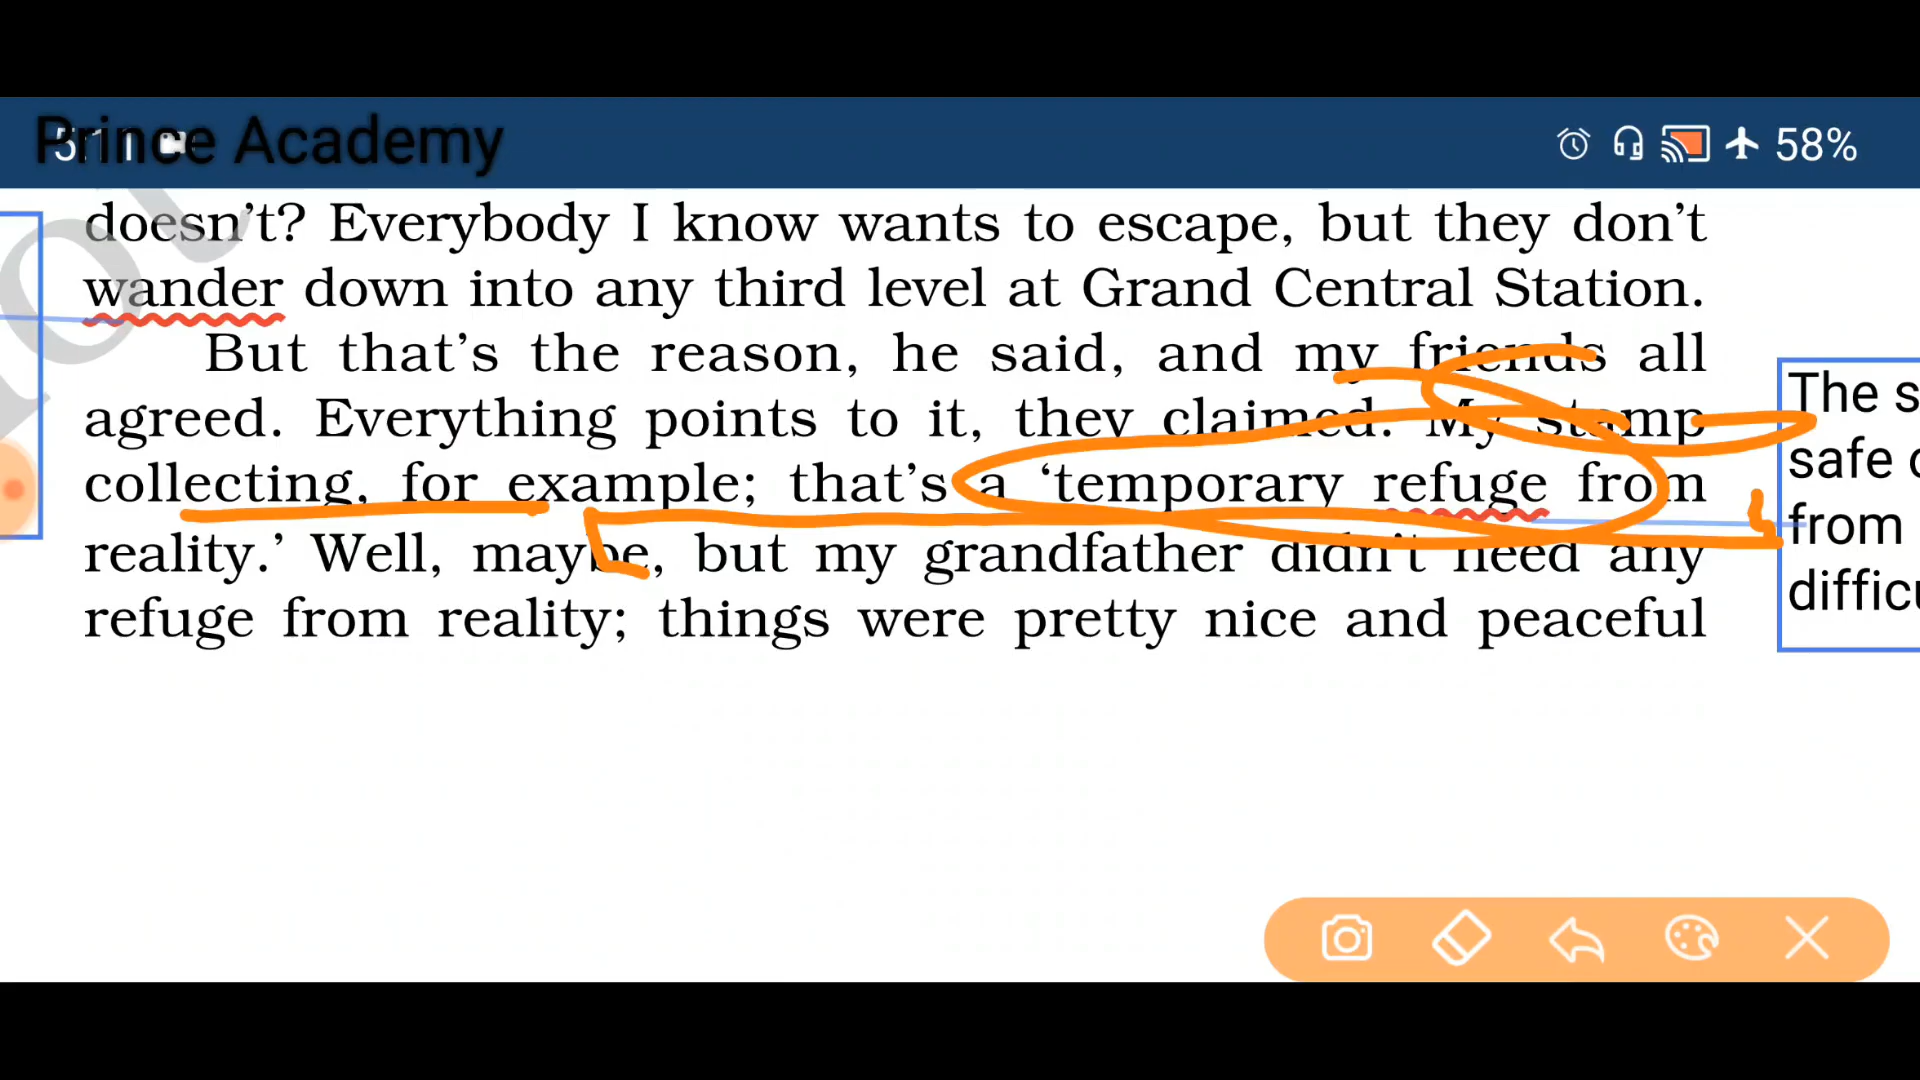 Prince Academy
58%
doesn't? Everybody I know wants to escape, but they don't
wander down into any third level at Grand Central Station.
But that's the reason, he said, and my friends all
agreed. Everything points to it, they claimed. My stamp
collecting, for example; that's a 'temporary refuge from
reality.' Well, maybe, but my grandfather didn't need any
refuge from reality; things were pretty nice and peaceful
The s
safe
from
difficu